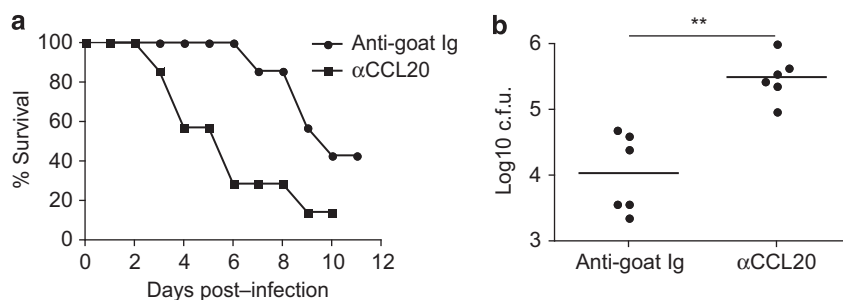 a
100
80
60
40
20
0
% Survival
0 2 4 6 8 10 12
Days post–infection
Anti-goat Ig
αCCL20
b
**
6
5
4
3
Log10 c.f.u.
Anti-goat Ig αCCL20